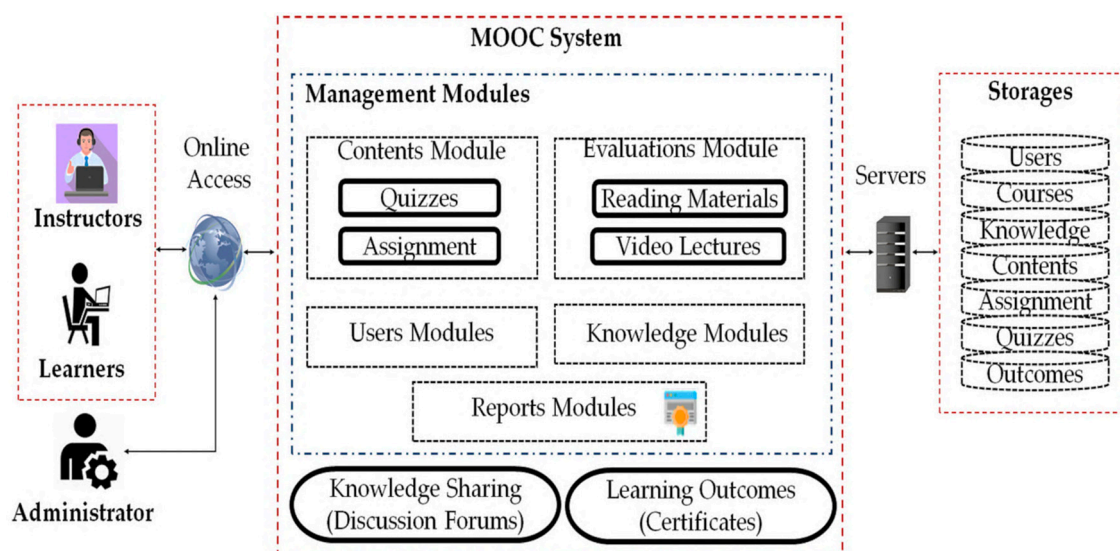 MOOC System
Management Modules
Contents Module
Quizzes
Assignment
Evaluations Module
Reading Materials
Video Lectures
Users Modules
Knowledge Modules
Reports Modules
Knowledge Sharing
(Discussion Forums)
Learning Outcomes
(Certificates)
Instructors
Learners
Administrator
Online
Access
Servers
Storages
Users
Courses
Knowledge
Contents
Assignment
Quizzes
Outcomes